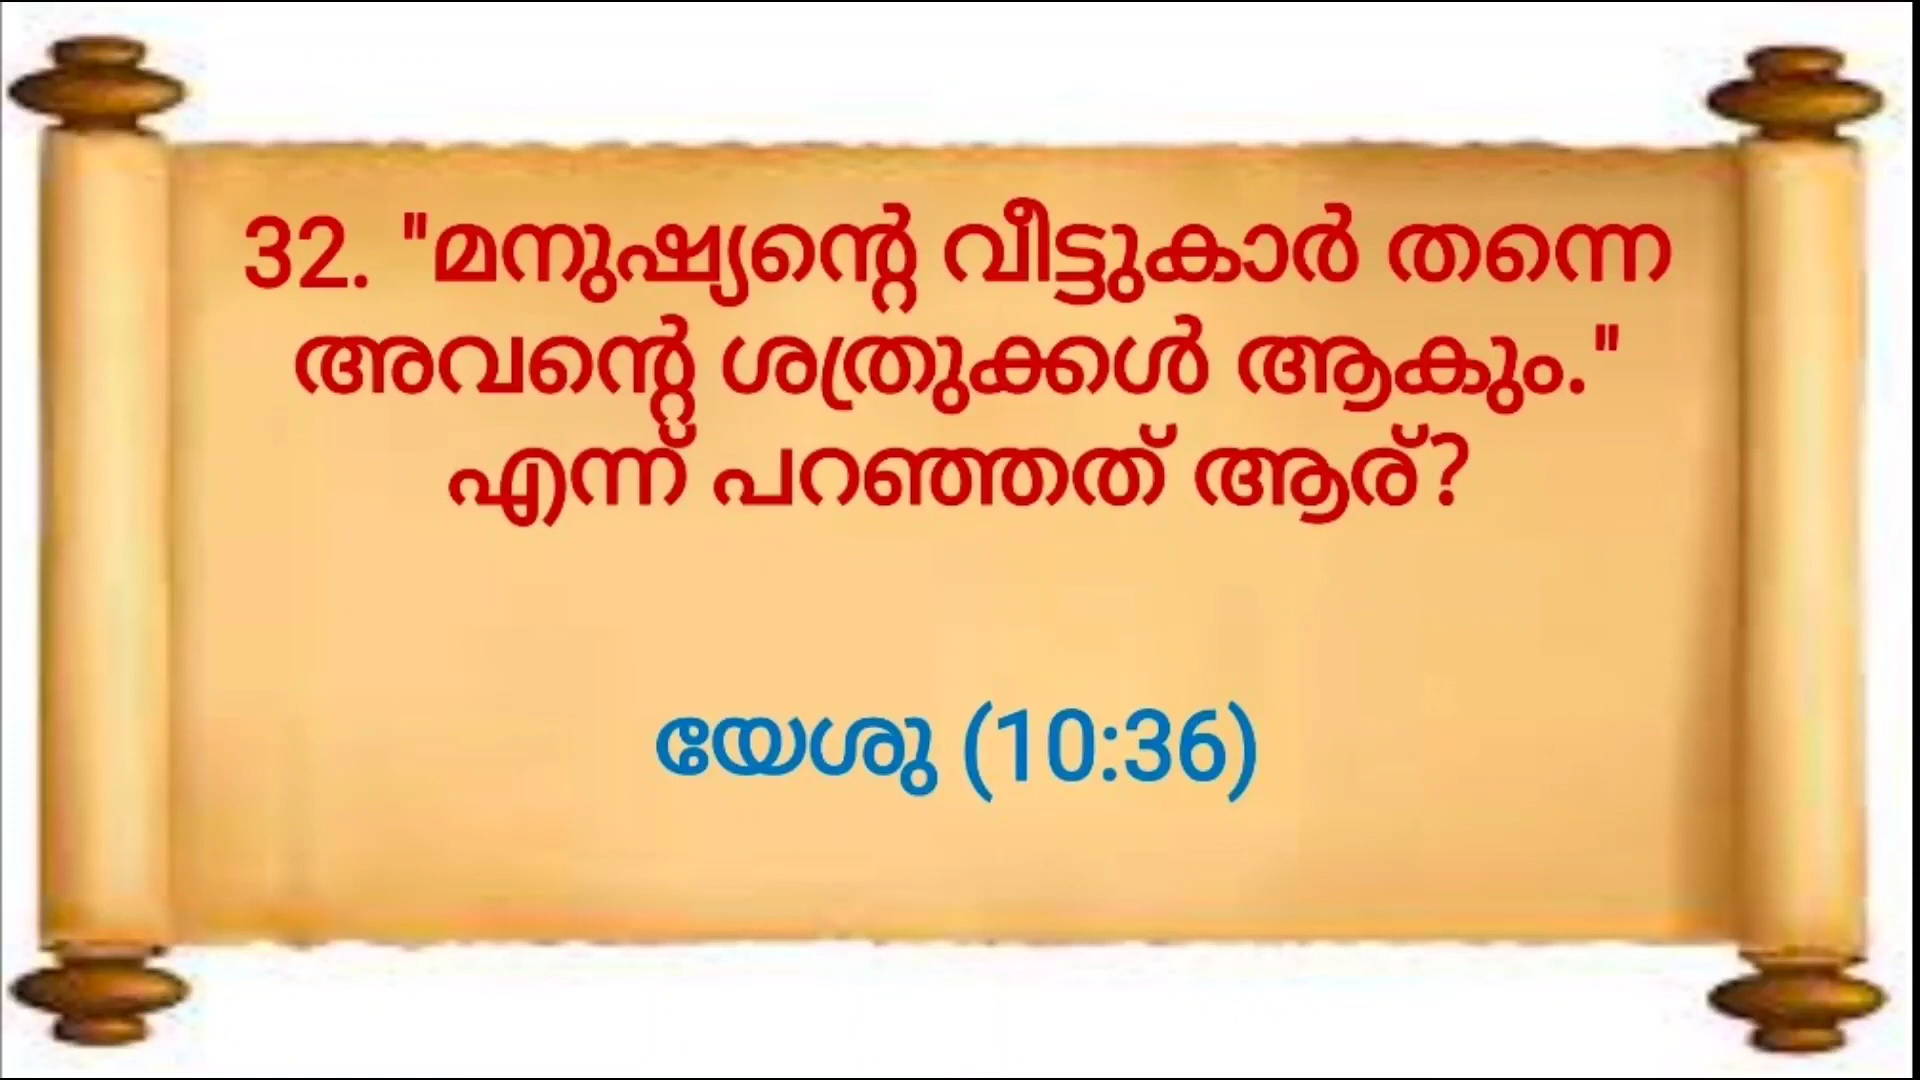 32. "മനുഷ്യന്റെ വീട്ടുകാർ തന്നെ
അവന്റെ ശത്രുക്കൾ ആകും."
എന്ന് പറഞ്ഞത് ആര്?
യേശു (10:36)